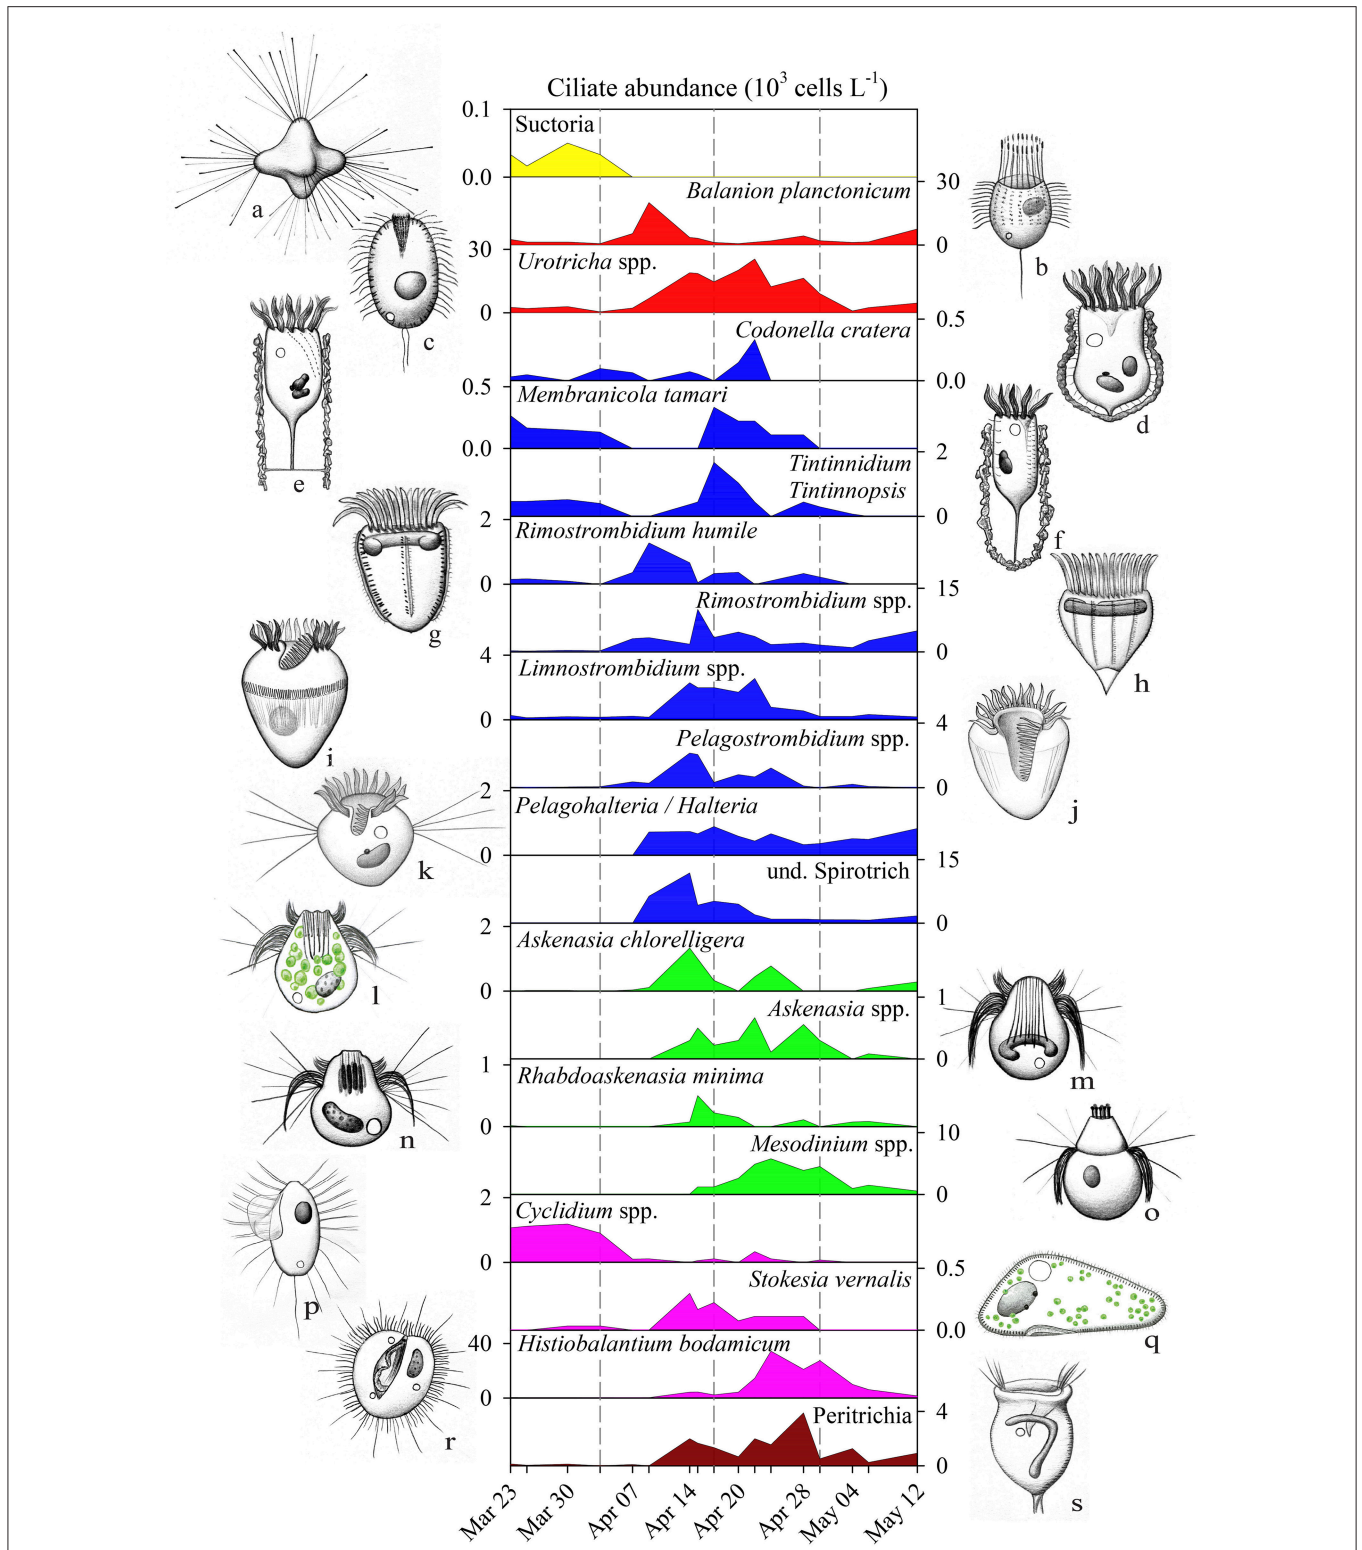 Ciliate abundance (10³ cells L⁻¹)
0.1
Suctoria
0.0
a
Balanion planctonicum
30
0
b
30
Urotricha spp.
0
c
Codonella cratera
0.5
0.0
d
0.5
Membranicola tamari
0.0
e
Tintinnidium
Tintinnopsis
2
0
f
2
Rimostrombidium humile
0
g
Rimostrombidium spp.
15
0
h
4
Limnostrombidium spp.
0
i
Pelagostrombidium spp.
4
0
j
2
Pelagohalteria / Halteria
0
k
und. Spirotrich
15
0
2
Askenasia chlorelligera
0
l
Askenasia spp.
1
0
m
1
Rhabdoaskenasia minima
0
n
Mesodinium spp.
10
0
o
2
Cyclidium spp.
0
p
Stokesia vernalis
0.5
0.0
q
40
Histiobalantium bodamicum
0
r
Peritrichia
4
0
s
Mar 23
Mar 30
Apr 07
Apr 14
Apr 20
Apr 28
May 04
May 12